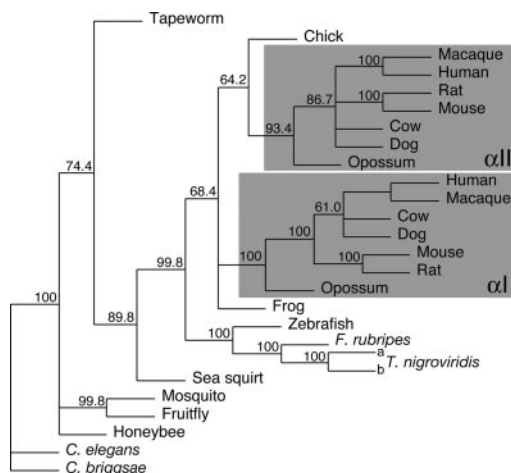 Tapeworm
Chick
Macaque
100
Human
64.2
86.7
Rat
100
Mouse
93.4
Cow
Dog
Opossum
αII
74.4
68.4
Human
Macaque
61.0
Cow
Dog
100
100
Mouse
100
Rat
Opossum
αI
99.8
Frog
100
89.8
Zebrafish
100
F. rubripes
100
a
T. nigroviridis
100
b
Sea squirt
99.8
Mosquito
Fruitfly
Honeybee
C. elegans
C. briggsae